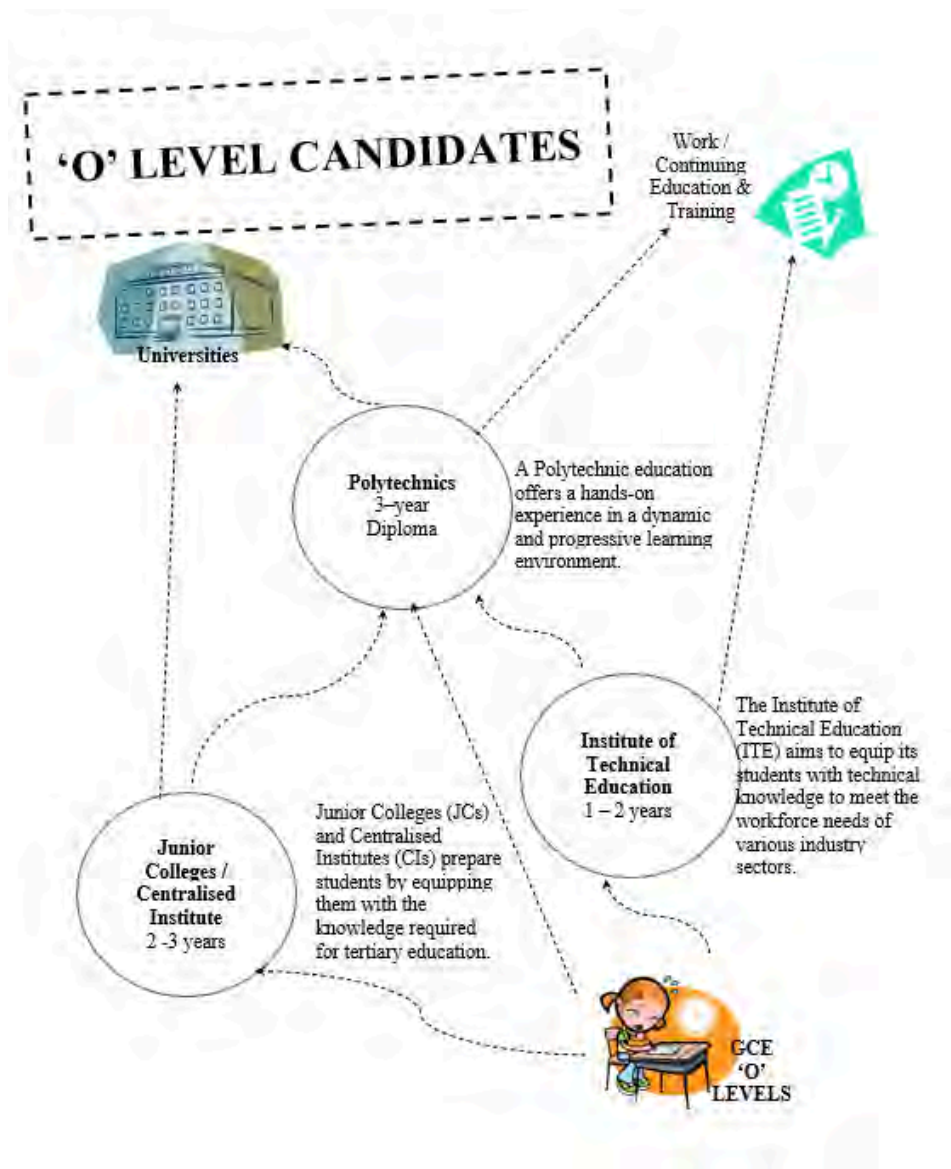 ‘O’ LEVEL CANDIDATES
Work /
Continuing
Education &
Training
Universities
Polytechnics
3–year
Diploma
A Polytechnic education
offers a hands-on
experience in a dynamic
and progressive learning
environment.
Institute of
Technical
Education
1 – 2 years
The Institute of
Technical Education
(ITE) aims to equip its
students with technical
knowledge to meet the
workforce needs of
various industry
sectors.
Junior
Colleges /
Centralised
Institute
2 -3 years
Junior Colleges (JCs)
and Centralised
Institutes (CIs) prepare
students by equipping
them with the
knowledge required
for tertiary education.
GCE
‘O’
LEVELS